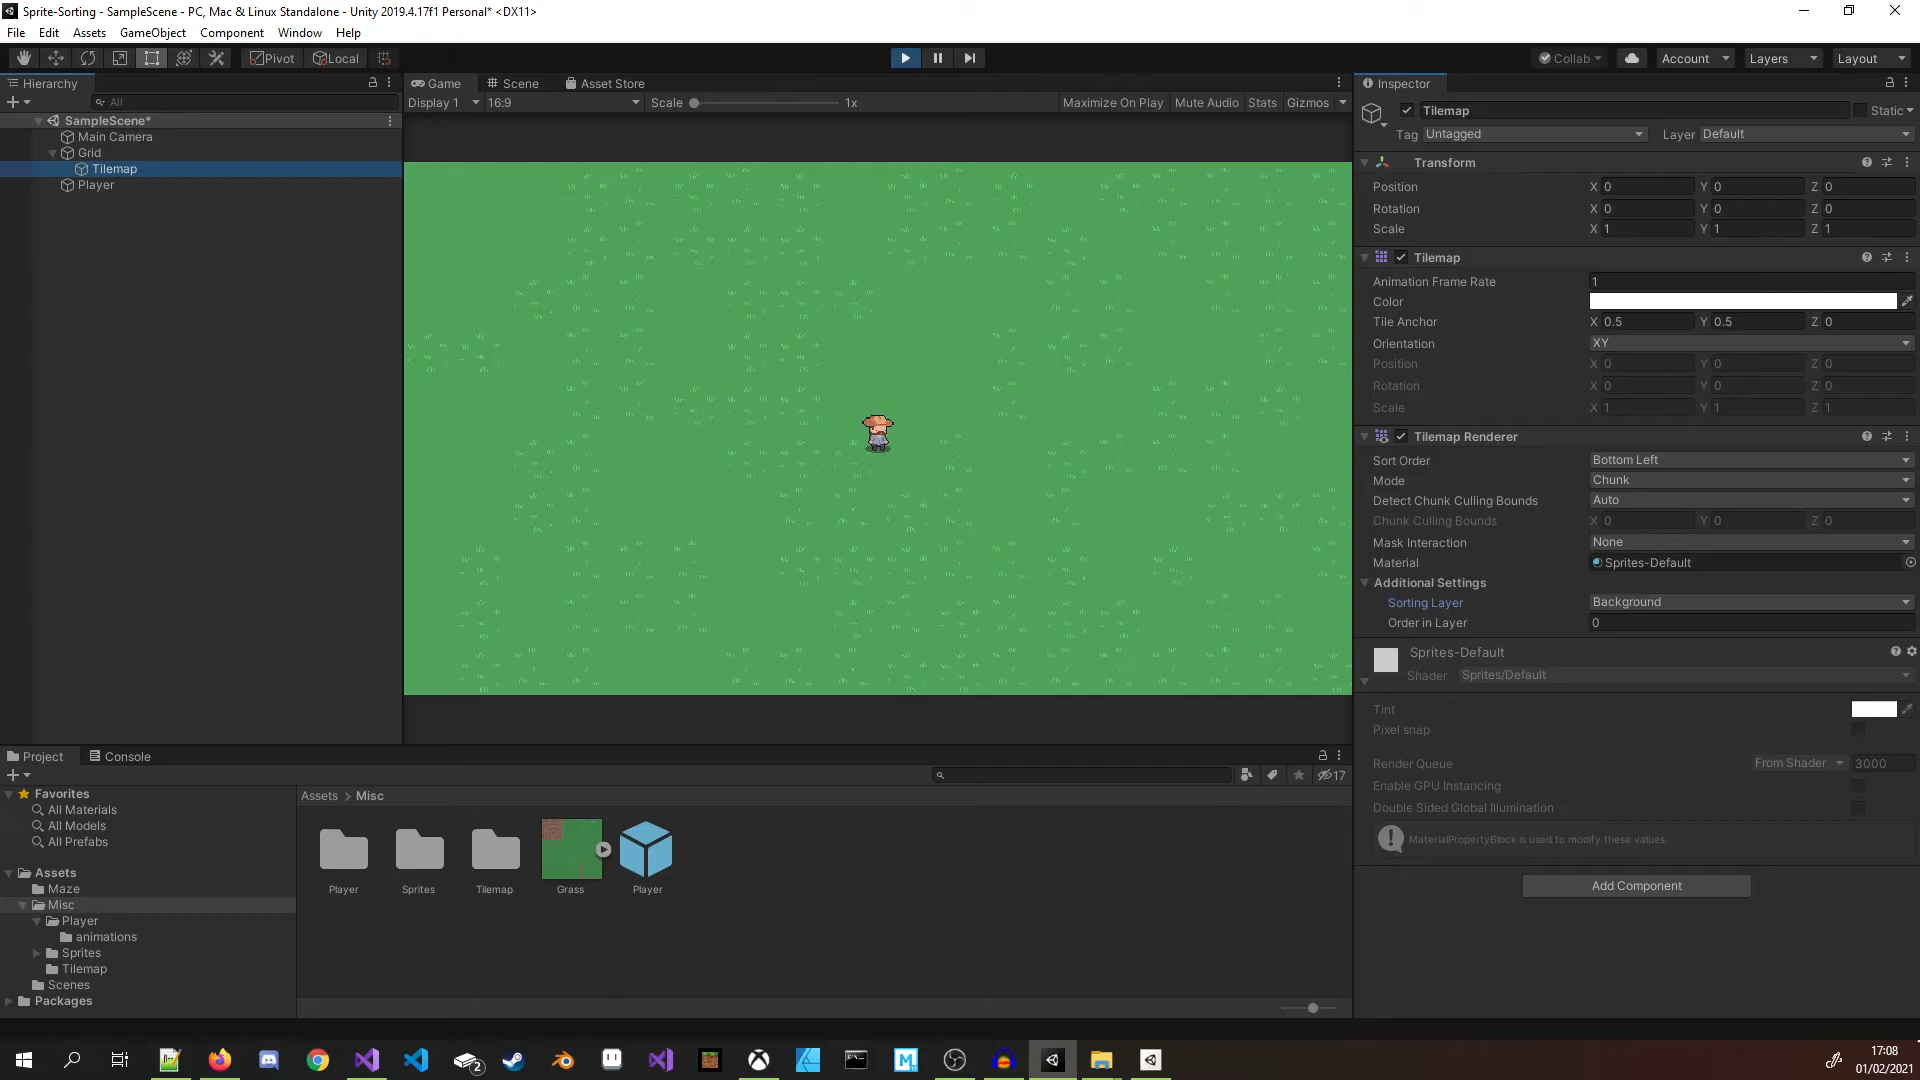 Sprite-Sorting - SampleScene - PC, Mac & Linux Standalone - Unity 2019.4.17f1 Personal* <DX11>
File Edit Assets GameObject Component Window Help
Pivot Local Collab Account Layers Layout
Hierarchy
All
SampleScene*
Main Camera
Grid
Tilemap
Player
Game Scene Asset Store
Display 1 16:9 Scale 1x Maximize On Play Mute Audio Stats Gizmos
Inspector
Tilemap Static
Tag Untagged Layer Default
Transform
Position X 0 Y 0 Z 0
Rotation X 0 Y 0 Z 0
Scale X 1 Y 1 Z 1
Tilemap
Animation Frame Rate 1
Color
Tile Anchor X 0.5 Y 0.5 Z 0
Orientation XY
Position X 0 Y 0 Z 0
Rotation X 0 Y 0 Z 0
Scale X 1 Y 1 Z 1
Tilemap Renderer
Sort Order Bottom Left
Mode Chunk
Detect Chunk Culling Bounds Auto
Chunk Culling Bounds X 0 Y 0 Z 0
Mask Interaction None
Material Sprites-Default
Additional Settings
Sorting Layer Background
Order in Layer 0
Sprites-Default
Shader Sprites/Default
Tint
Pixel snap
Render Queue From Shader 3000
Enable GPU Instancing
Double Sided Global Illumination
MaterialPropertyBlock is used to modify these values
Add Component
Project Console
17
Favorites
All Materials
All Models
All Prefabs
Assets
Maze
Misc
Player
animations
Sprites
Tilemap
Scenes
Packages
Assets > Misc
Player Sprites Tilemap Grass Player
2
17:08
01/02/2021